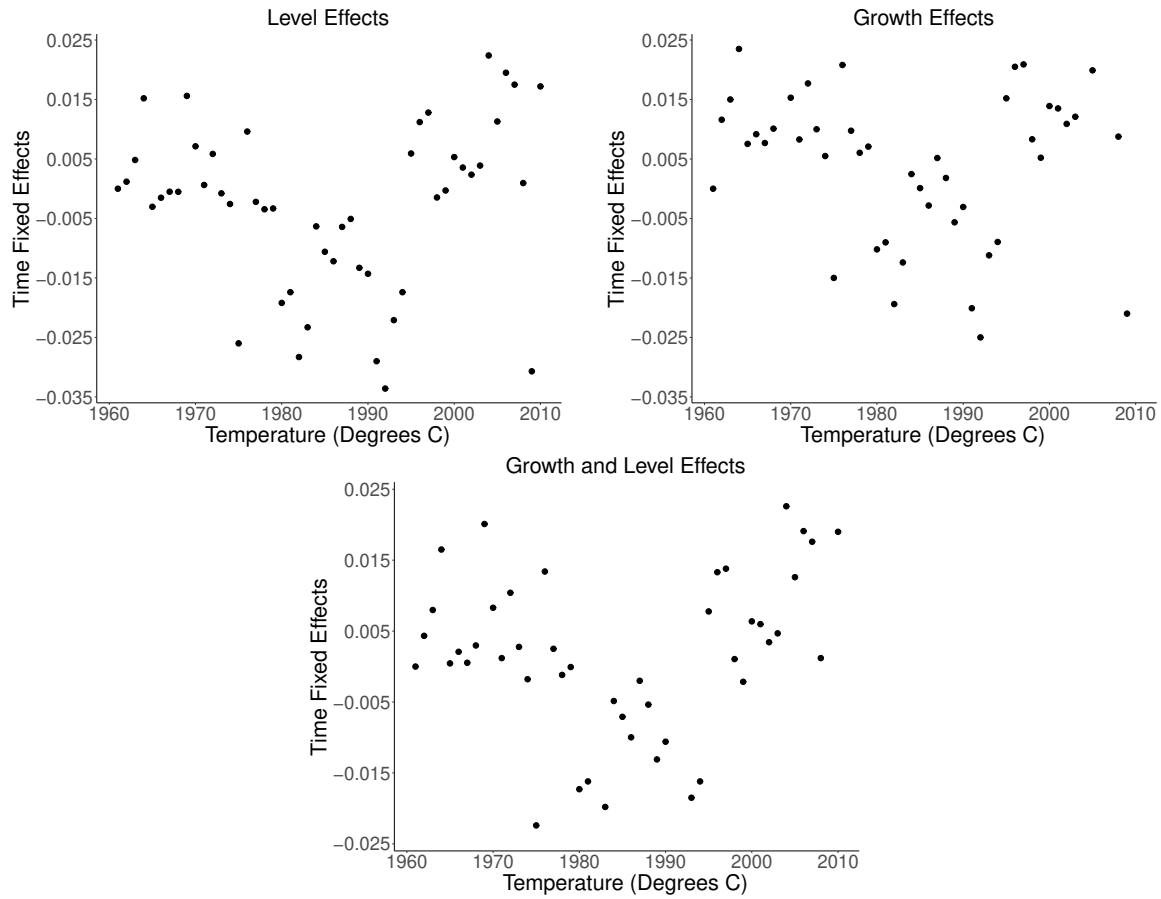 Level Effects
Time Fixed Effects
0.025
0.015
0.005
−0.005
−0.015
−0.025
−0.035
1960 1970 1980 1990 2000 2010
Temperature (Degrees C)
Growth Effects
Time Fixed Effects
0.025
0.015
0.005
−0.005
−0.015
−0.025
−0.035
1960 1970 1980 1990 2000 2010
Temperature (Degrees C)
Growth and Level Effects
Time Fixed Effects
0.025
0.015
0.005
−0.005
−0.015
−0.025
1960 1970 1980 1990 2000 2010
Temperature (Degrees C)